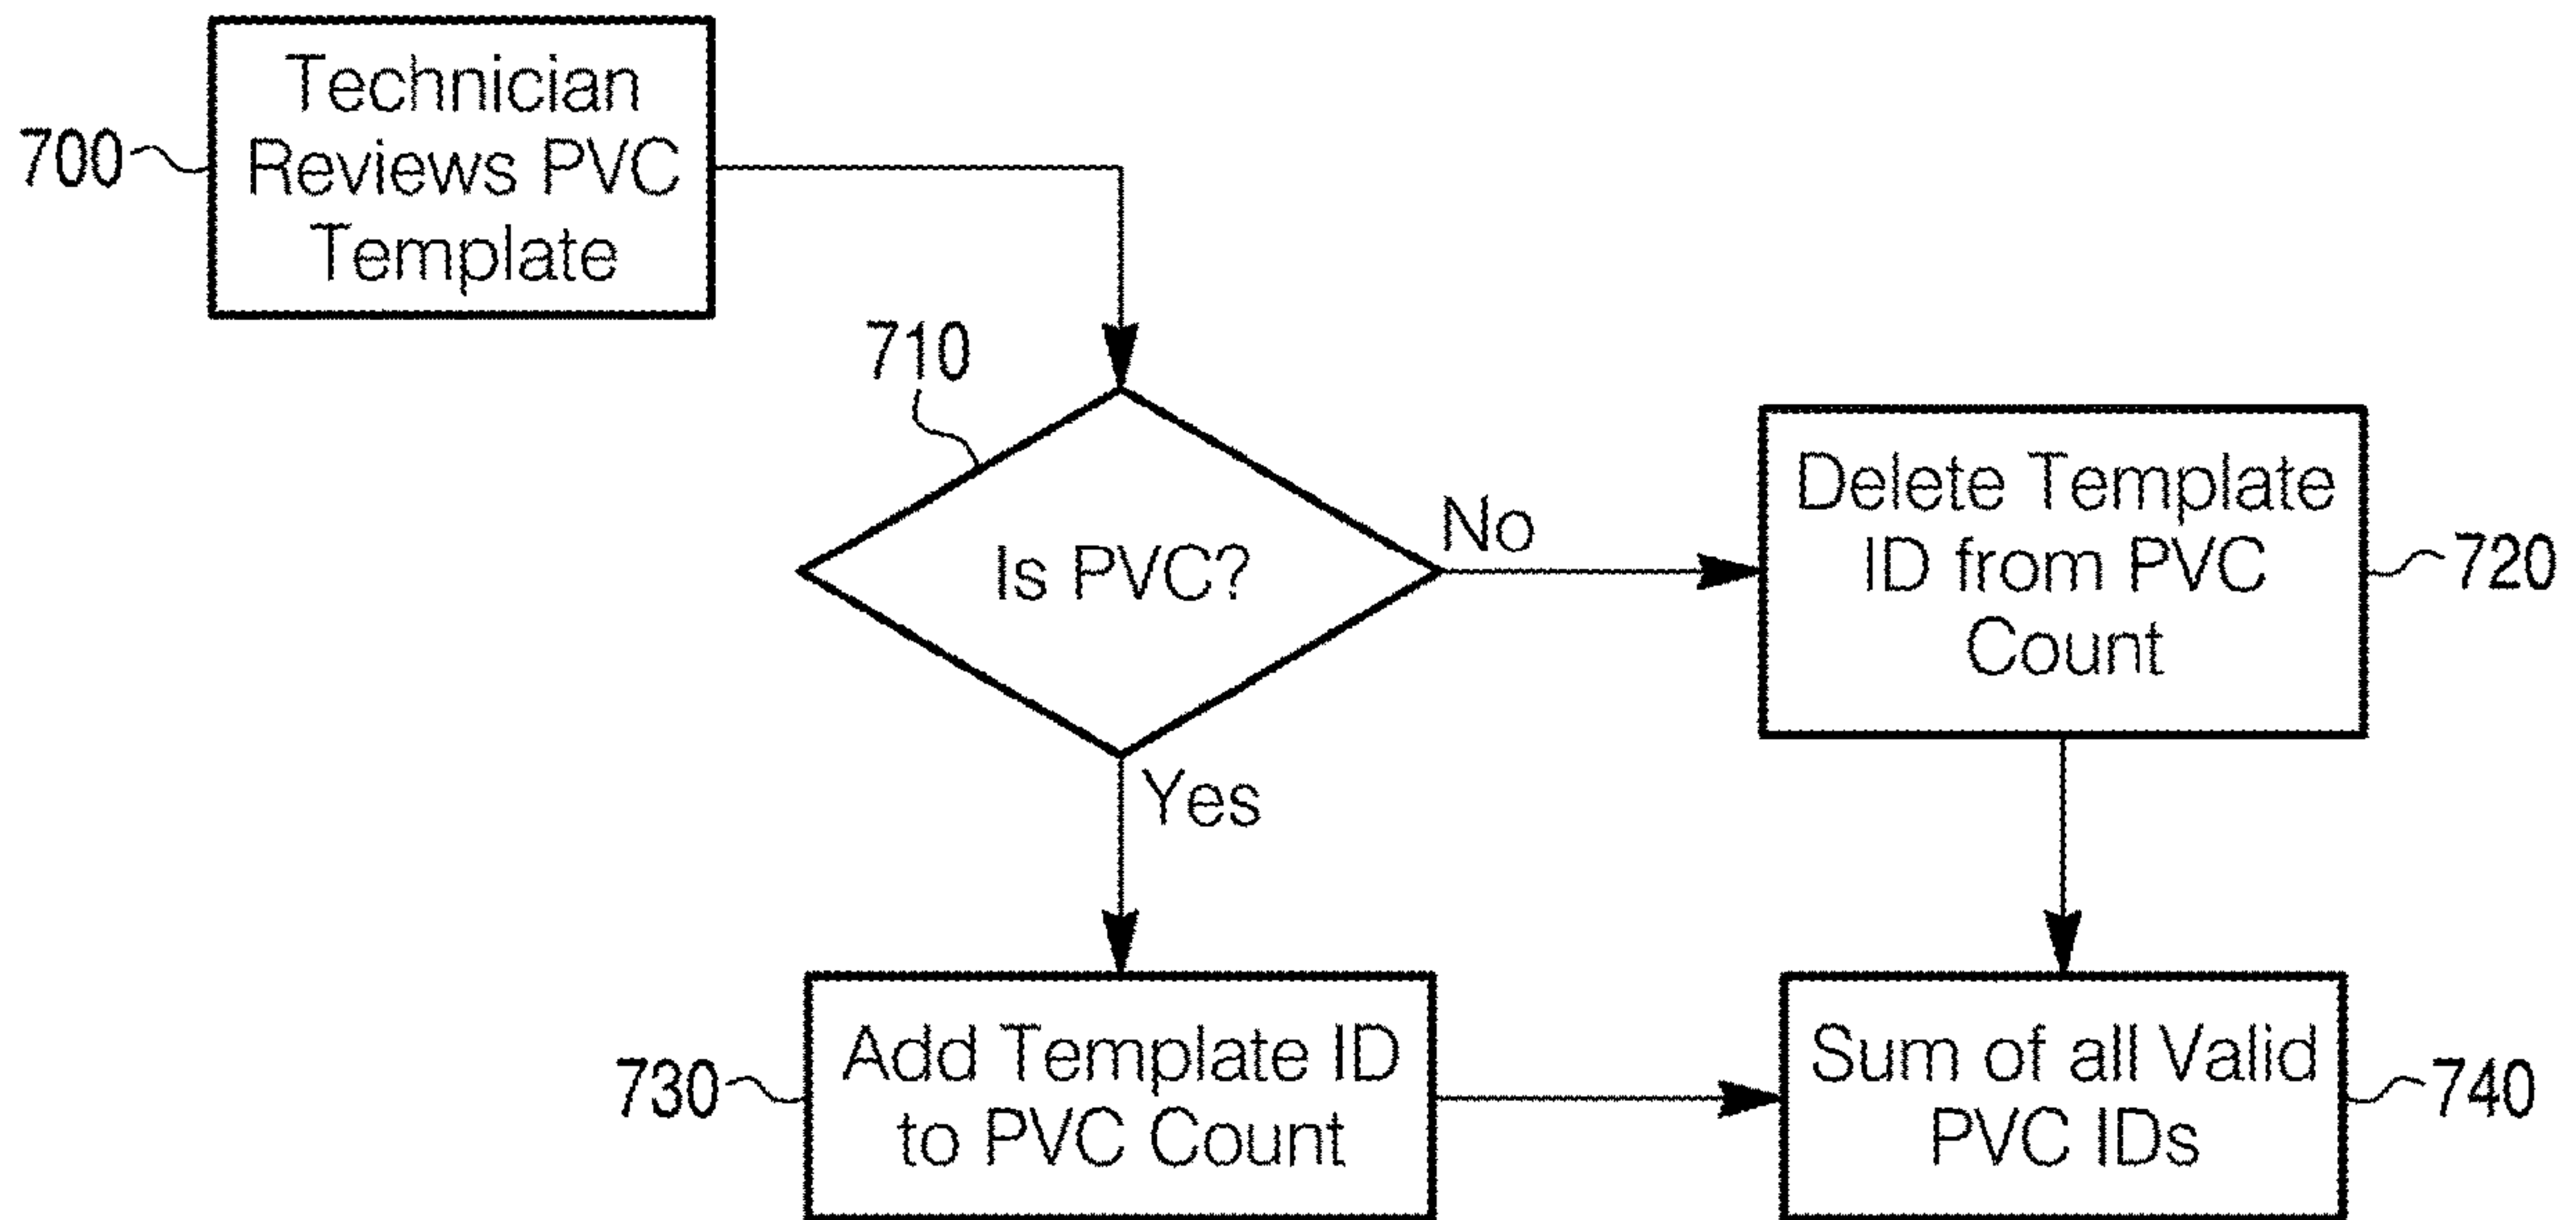 Technician
Reviews PVC
Template
700
710
Is PVC?
No
Yes
Delete Template
ID from PVC
Count
720
Add Template ID
to PVC Count
730
Sum of all Valid
PVC IDs
740